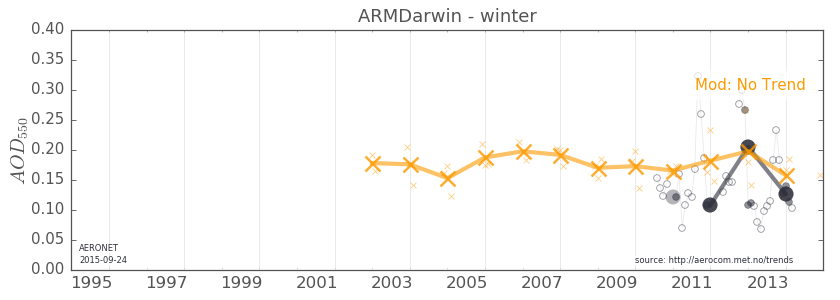 ARMDarwin - winter
0.40
0.35
0.30
0.25
0.20
0.15
0.10
0.05
0.00
AOD550
Mod: No Trend
AERONET
2015-09-24
source: http://aerocom.met.no/trends
1995 1997 1999 2001 2003 2005 2007 2009 2011 2013